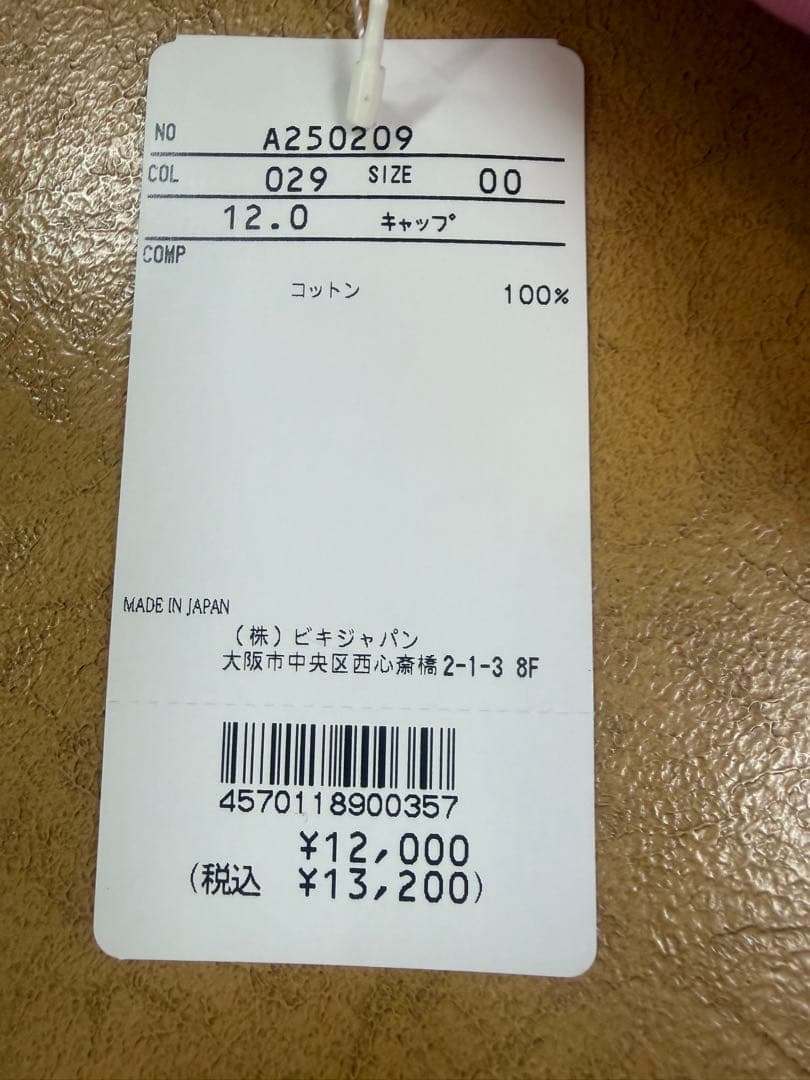 NO A250209
COL 029 SIZE 00
12.0 キャップ
COMP
コットン 100%
MADE IN JAPAN
(株)ビキジャパン
大阪市中央区西心斎橋2-1-3 8F
4570118900357
¥12,000
(税込 ¥13,200)